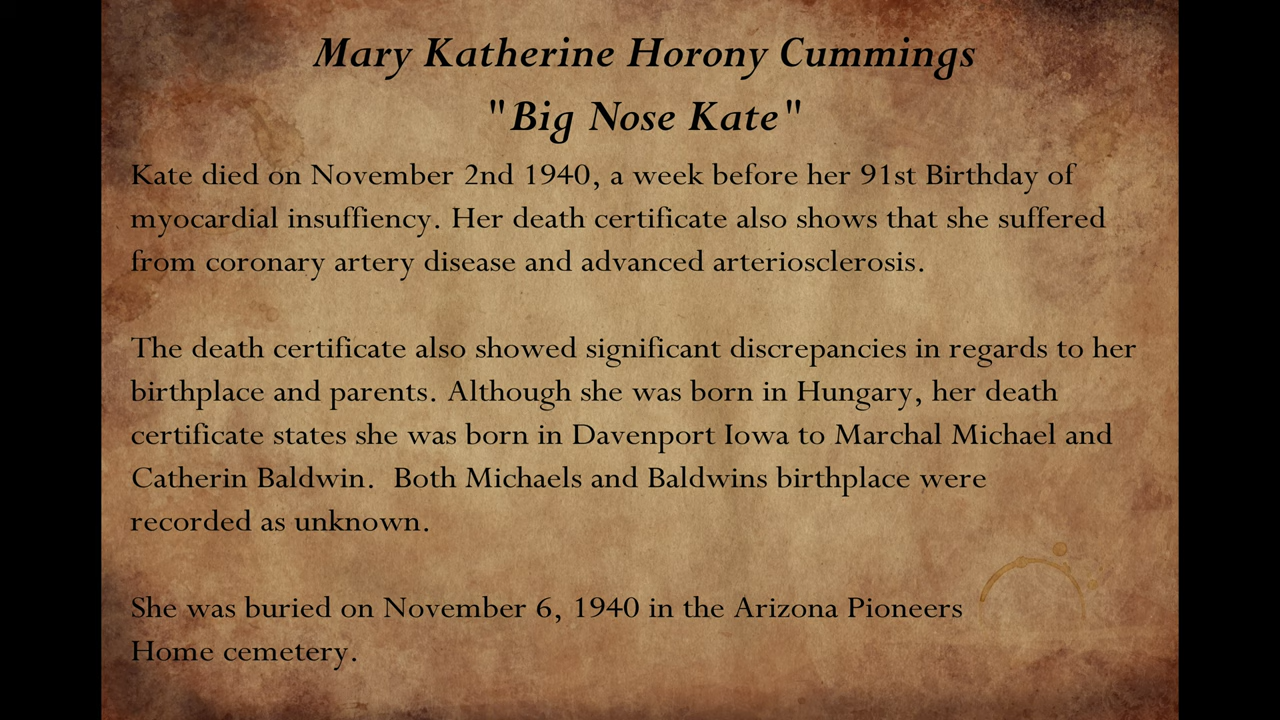 Mary Katherine Horony Cummings
"Big Nose Kate"
Kate died on November 2nd 1940, a week before her 91st Birthday of
myocardial insuffiency. Her death certificate also shows that she suffered
from coronary artery disease and advanced arteriosclerosis.
The death certificate also showed significant discrepancies in regards to her
birthplace and parents. Although she was born in Hungary, her death
certificate states she was born in Davenport Iowa to Marchal Michael and
Catherin Baldwin.  Both Michaels and Baldwins birthplace were
recorded as unknown.
She was buried on November 6, 1940 in the Arizona Pioneers
Home cemetery.